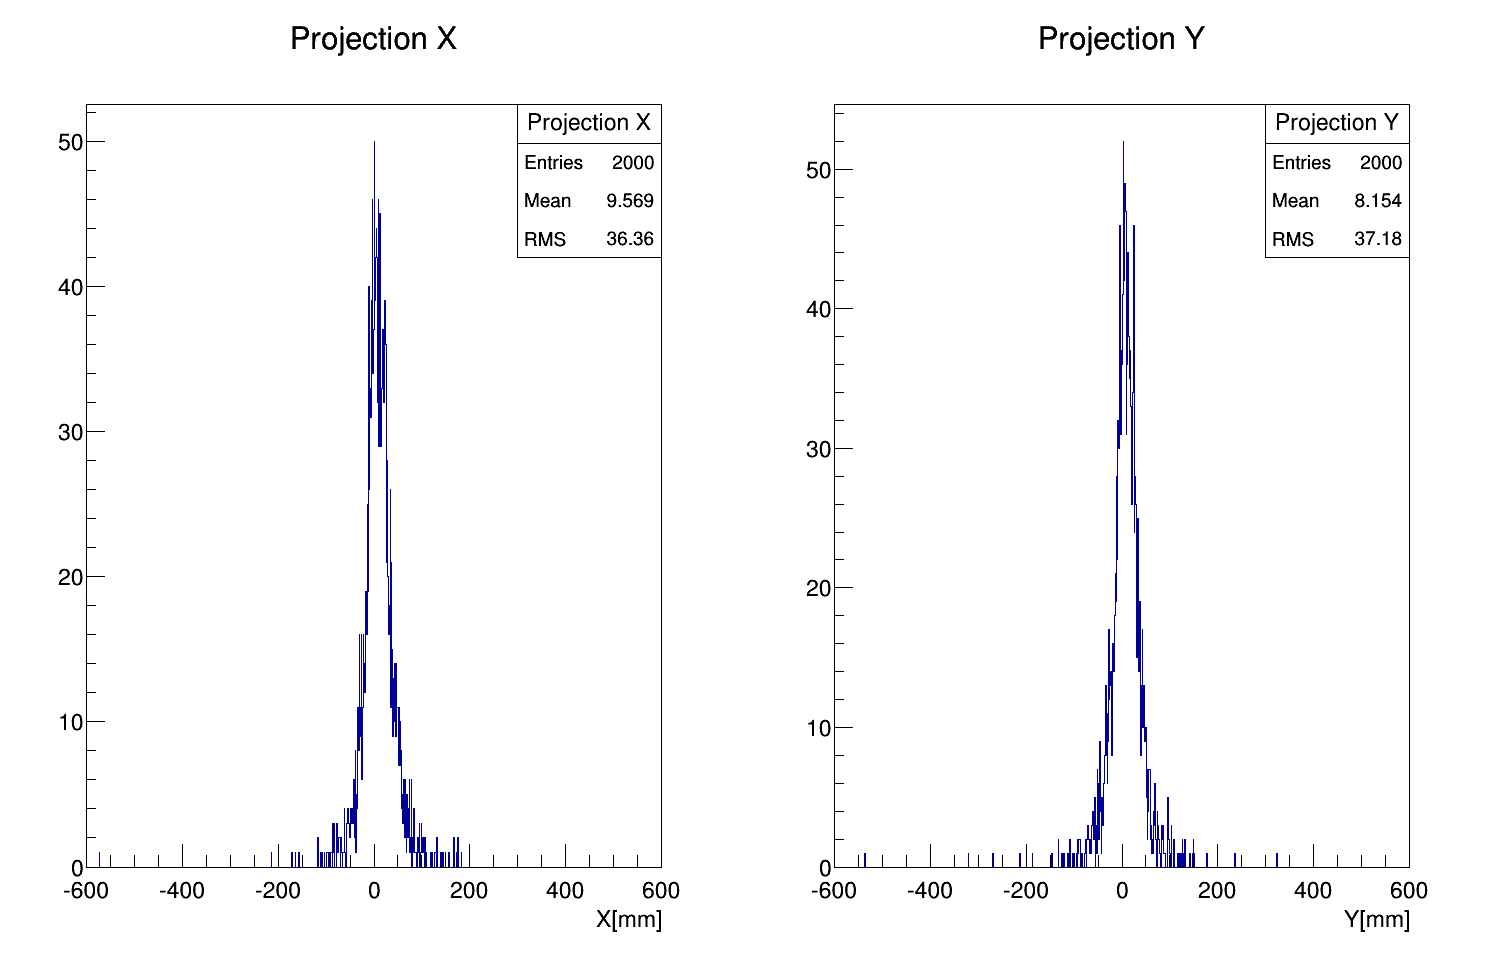 Projection X
Projection X
Entries 2000
Mean 9.569
RMS 36.36
50
40
30
20
10
0
-600 -400 -200 0 200 400 600
X[mm]
Projection Y
Projection Y
Entries 2000
Mean 8.154
RMS 37.18
50
40
30
20
10
0
-600 -400 -200 0 200 400 600
Y[mm]